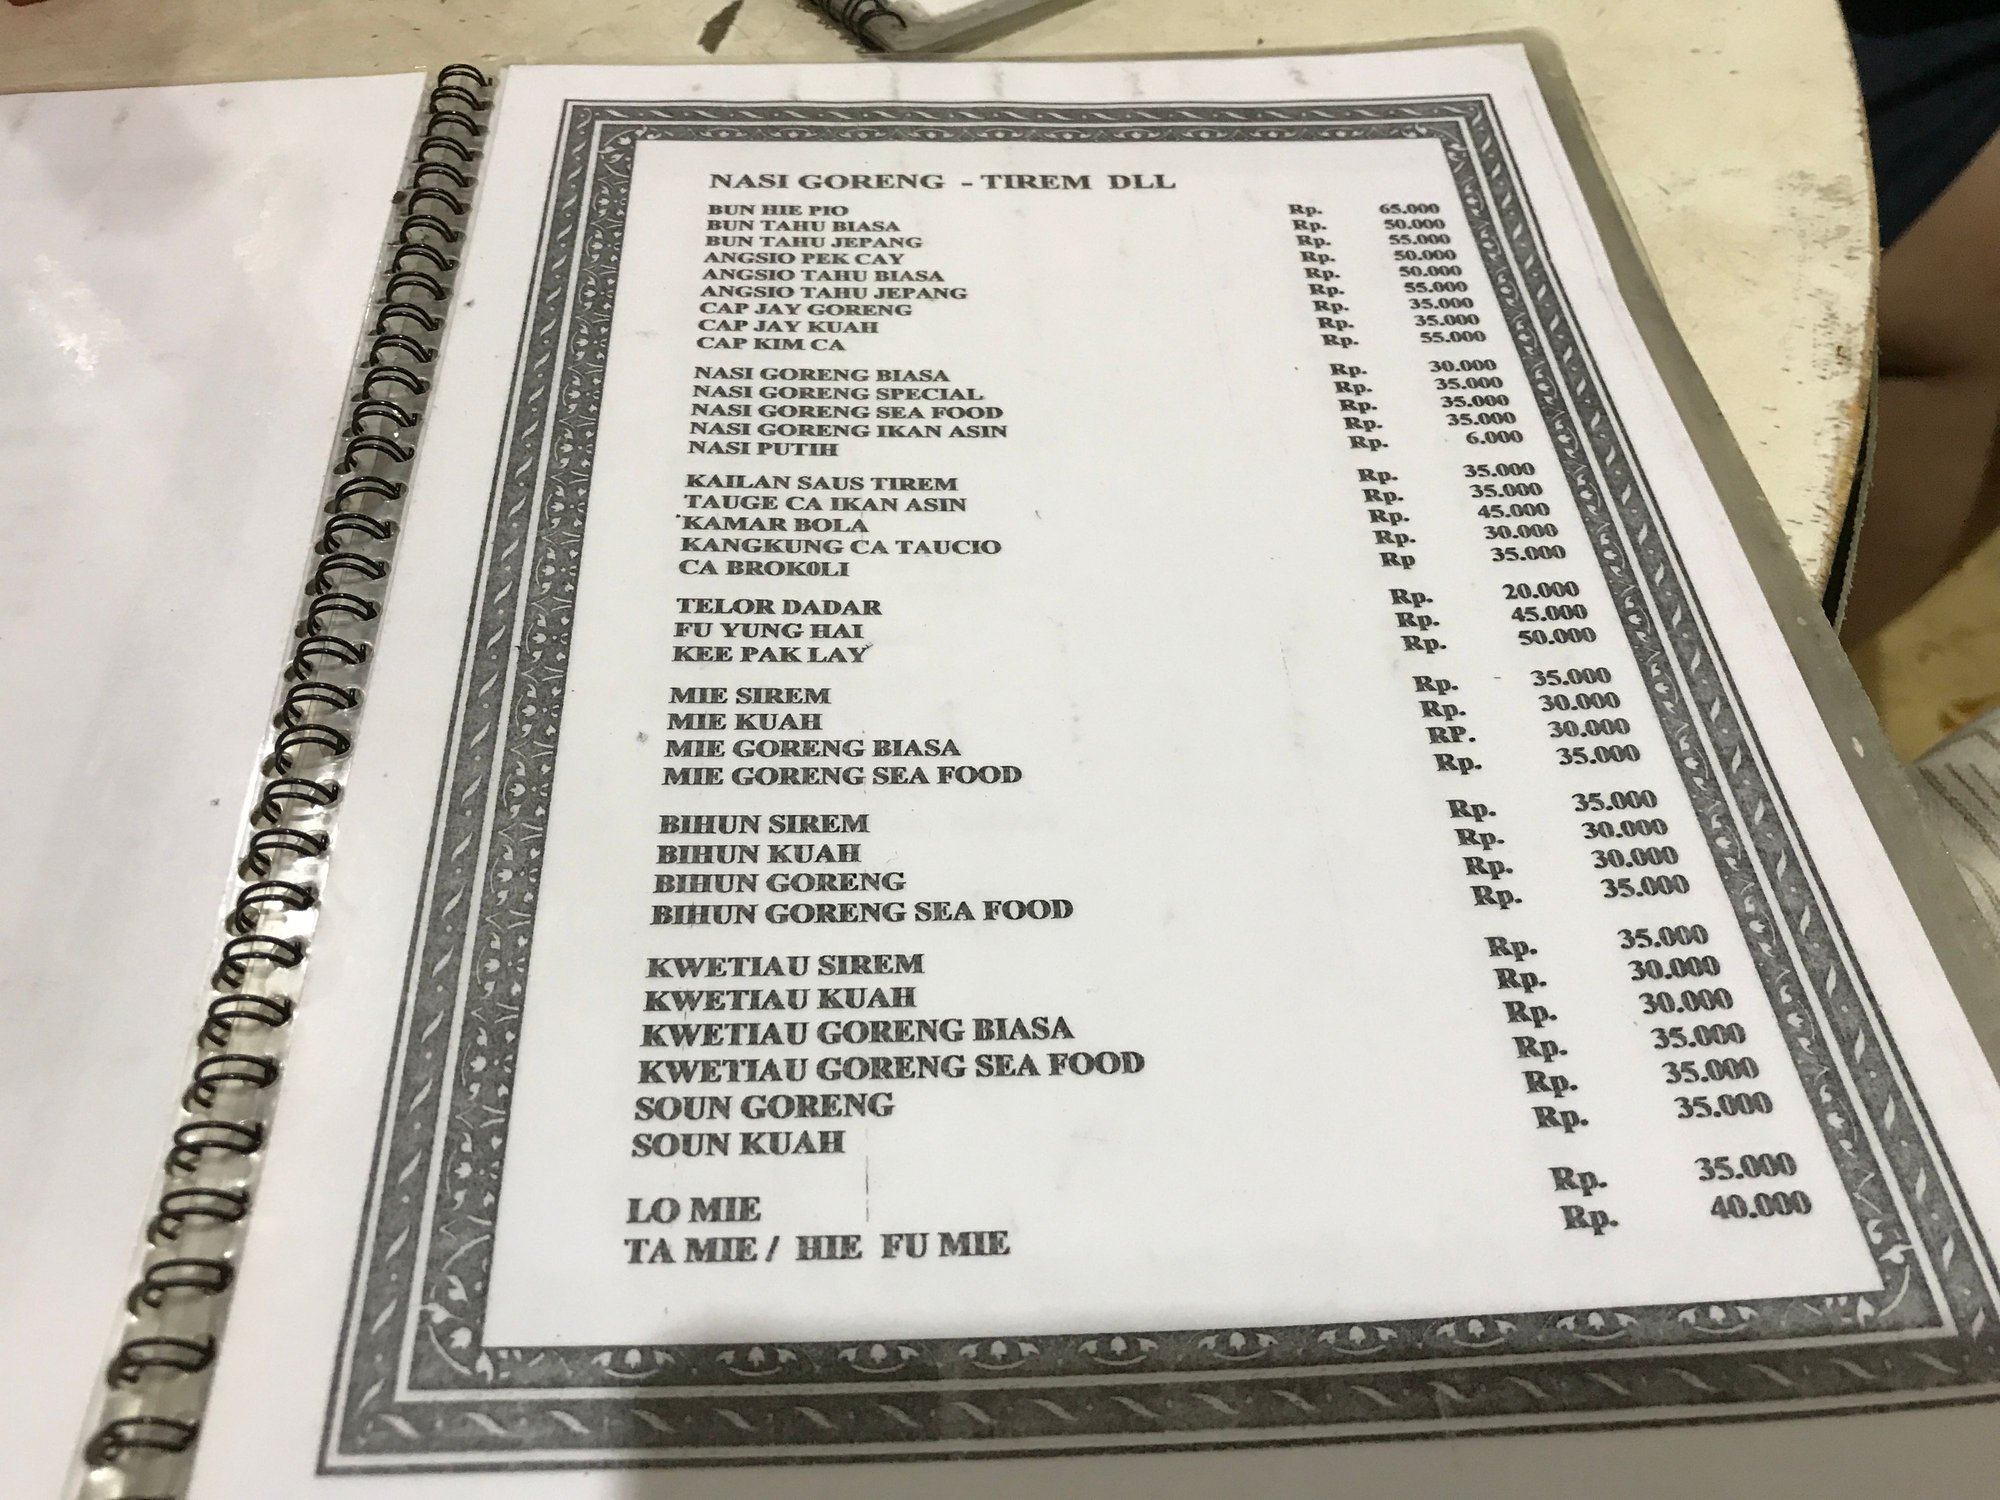 NASI GORENG - TIREM DLL
BUN HIE PIO Rp. 65.000
BUN TAHU BIASA Rp. 50.000
BUN TAHU JEPANG Rp. 55.000
ANGSIO PEK CAY Rp. 50.000
ANGSIO TAHU BIASA Rp. 50.000
ANGSIO TAHU JEPANG Rp. 55.000
CAP JAY GORENG Rp. 35.000
CAP JAY KUAH Rp. 35.000
CAP KIM CA Rp. 55.000
NASI GORENG BIASA Rp. 30.000
NASI GORENG SPECIAL Rp. 35.000
NASI GORENG SEA FOOD Rp. 35.000
NASI GORENG IKAN ASIN Rp. 35.000
NASI PUTIH Rp. 6.000
KAILAN SAUS TIREM Rp. 35.000
TAUGE CA IKAN ASIN Rp. 35.000
KAMAR BOLA Rp. 45.000
KANGKUNG CA TAUCIO Rp. 30.000
CA BROK0LI Rp 35.000
TELOR DADAR Rp. 20.000
FU YUNG HAI Rp. 45.000
KEE PAK LAY Rp. 50.000
MIE SIREM Rp. 35.000
MIE KUAH Rp. 30.000
MIE GORENG BIASA RP. 30.000
MIE GORENG SEA FOOD Rp. 35.000
BIHUN SIREM Rp. 35.000
BIHUN KUAH Rp. 30.000
BIHUN GORENG Rp. 30.000
BIHUN GORENG SEA FOOD Rp. 35.000
KWETIAU SIREM Rp. 35.000
KWETIAU KUAH Rp. 30.000
KWETIAU GORENG BIASA Rp. 30.000
KWETIAU GORENG SEA FOOD Rp. 35.000
SOUN GORENG Rp. 35.000
SOUN KUAH Rp. 35.000
LO MIE Rp. 35.000
TA MIE / HIE FU MIE Rp. 40.000